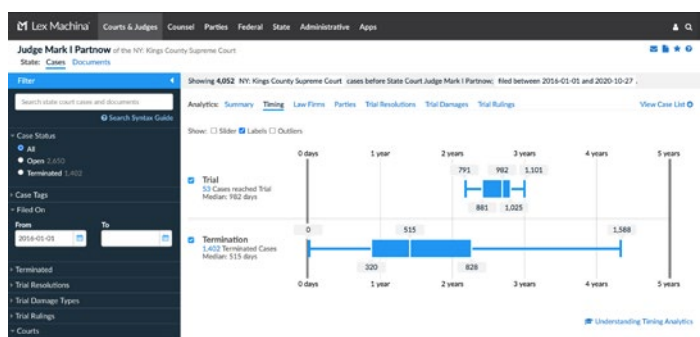 Lex Machina Courts & Judges Counsel Parties Federal State Administrative Apps
Judge Mark I Partnow of the NY: Kings County Supreme Court
State: Cases Documents
Filter
Search state court cases and documents
Search Syntax Guide
Case Status
All
Open 2,650
Terminated 1,402
Case Tags
Filed On
From To
2016-01-01
Terminated
Trial Resolutions
Trial Damage Types
Trial Rulings
Courts
Showing 4,052 NY: Kings County Supreme Court cases before State Court Judge Mark I Partnow; filed between 2016-01-01 and 2020-10-27 .
Analytics: Summary Timing Law Firms Parties Trial Resolutions Trial Damages Trial Rulings View Case List
Show: Slider Labels Outliers
0 days 1 year 2 years 3 years 4 years 5 years
Trial
53 Cases reached Trial
Median: 982 days
791 982 1,101
881 1,025
Termination
1,402 Terminated Cases
Median: 515 days
0 515 1,588
320 828
0 days 1 year 2 years 3 years 4 years 5 years
Understanding Timing Analytics